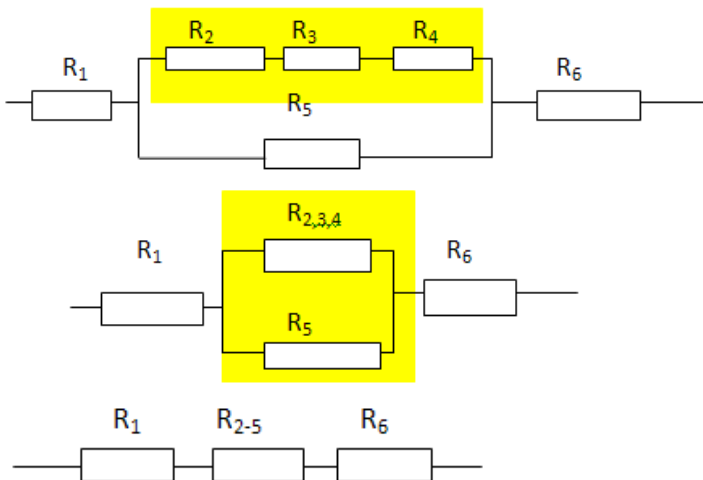 R₂ R₃ R₄
R₁ R₆
R₅
R₂,₃,₄
R₁ R₆
R₅
R₁ R₂₋₅ R₆